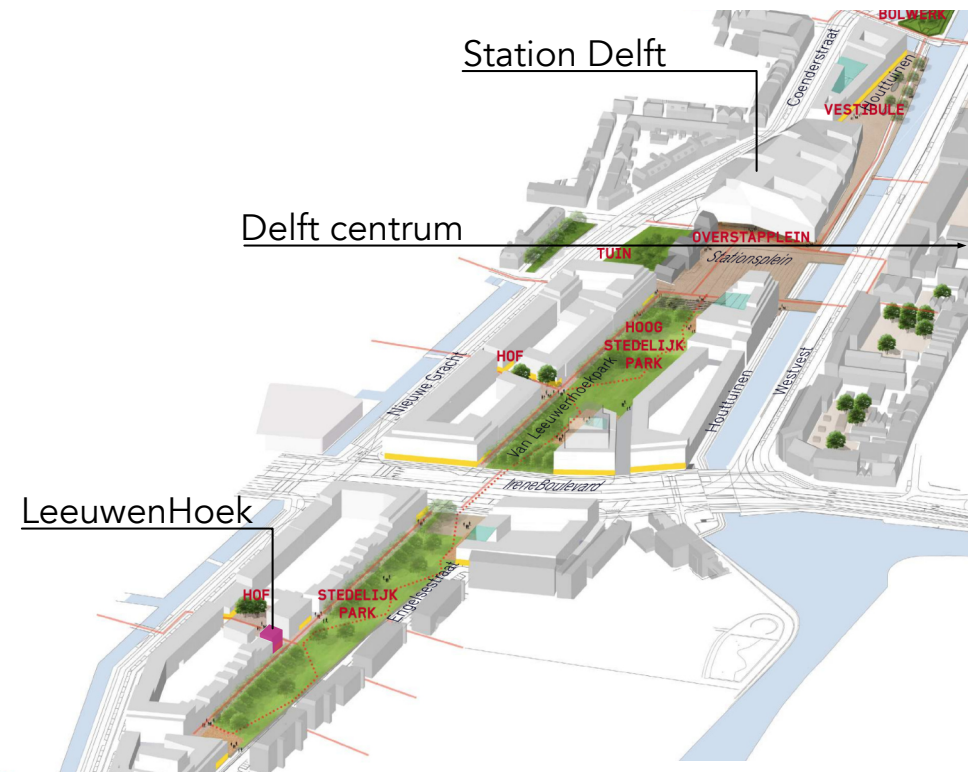 BOLWERK
Station Delft
Coenderstraat
Houttuinen
VESTIBULE
Delft centrum
OVERSTAPPLEIN
TUIN
Stationsplein
HOOG
STEDELIJK
PARK
HOF
Nieuwe Gracht
Van Leeuwenhoekpark
Houttuinen
Westvest
IreneBoulevard
LeeuwenHoek
HOF
STEDELIJK
PARK
Engelsestraat